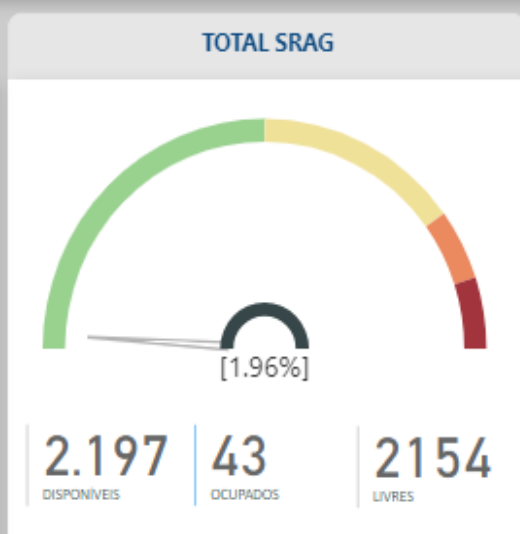 TOTAL SRAG
[1.96%]
2.197 43 2154
DISPONÍVEIS OCUPADOS LIVRES